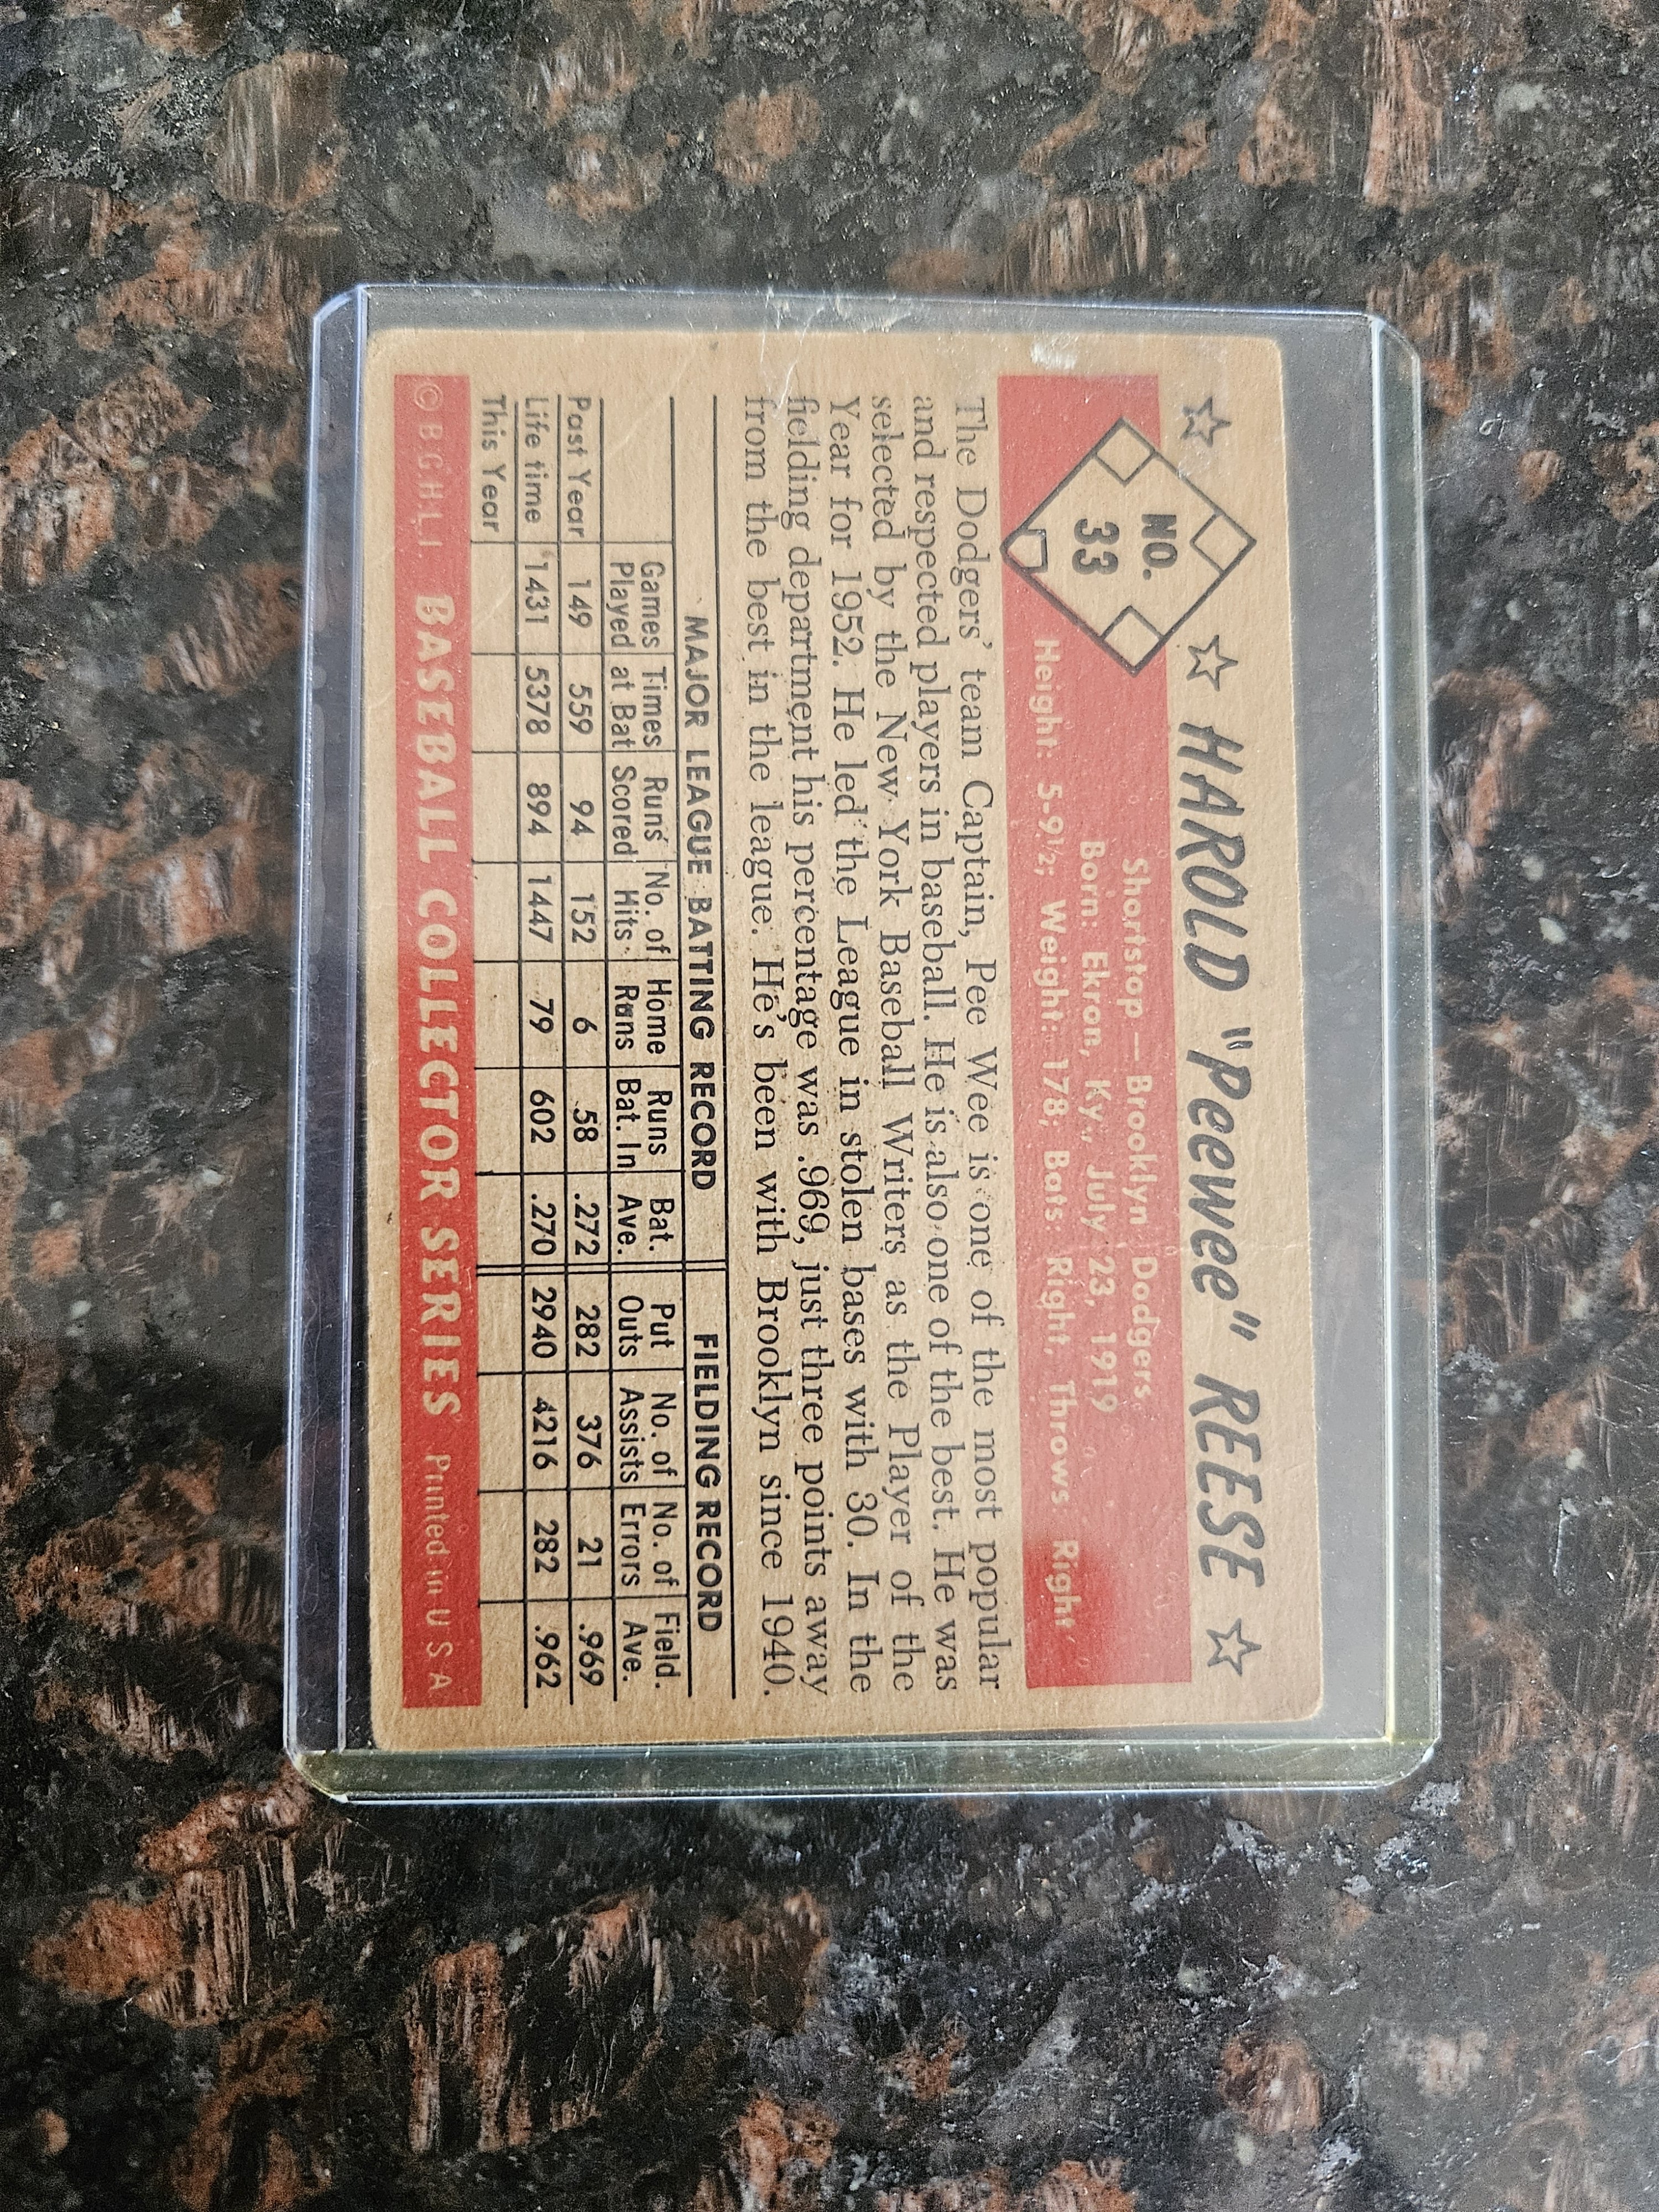 ☆ ☆ HAROLD "Peewee" REESE ☆
NO.
33
Shortstop — Brooklyn Dodgers
Born: Ekron, Ky., July 23, 1919
Height: 5-9½; Weight: 178; Bats: Right, Throws Right
The Dodgers' team Captain, Pee Wee is one of the most popular
and respected players in baseball. He is also one of the best. He was
selected by the New York Baseball Writers as the Player of the
Year for 1952. He led the League in stolen bases with 30. In the
fielding department his percentage was .969, just three points away
from the best in the league. He's been with Brooklyn since 1940.
MAJOR LEAGUE BATTING RECORD FIELDING RECORD
Games Times Runs No. of Home Runs Bat. Put No. of No. of Field.
Played at Bat Scored Hits Runs Bat. In Ave. Outs Assists Errors Ave.
Past Year 149 559 94 152 6 58 .272 282 376 21 .969
Life time 1431 5378 894 1447 79 602 .270 2940 4216 282 .962
This Year
© B.G.H.L.I. BASEBALL COLLECTOR SERIES Printed in U S A